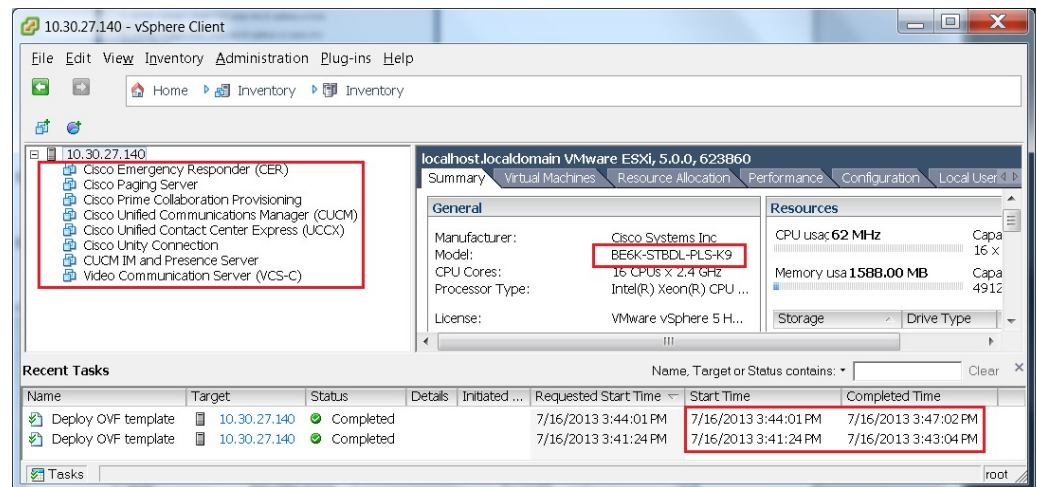 10.30.27.140 - vSphere Client
File Edit View Inventory Administration Plug-ins Help
Home Inventory Inventory
10.30.27.140
Cisco Emergency Responder (CER)
Cisco Paging Server
Cisco Prime Collaboration Provisioning
Cisco Unified Communications Manager (CUCM)
Cisco Unified Contact Center Express (UCCX)
Cisco Unity Connection
CUCM IM and Presence Server
Video Communication Server (VCS-C)
localhost.localdomain VMware ESXi, 5.0.0, 623860
Summary Virtual Machines Resource Allocation Performance Configuration Local User
General
Manufacturer: Cisco Systems Inc
Model: BE6K-STBDL-PLS-K9
CPU Cores: 16 CPUs x 2.4 GHz
Processor Type: Intel(R) Xeon(R) CPU ...
License: VMware vSphere 5 H...
Resources
CPU usag 62 MHz Capa
16 x
Memory usa 1588.00 MB Capa
4912
Storage Drive Type
Recent Tasks
Name, Target or Status contains: Clear
Name Target Status Details Initiated ... Requested Start Time Start Time Completed Time
Deploy OVF template 10.30.27.140 Completed 7/16/2013 3:44:01 PM 7/16/2013 3:44:01 PM 7/16/2013 3:47:02 PM
Deploy OVF template 10.30.27.140 Completed 7/16/2013 3:41:24 PM 7/16/2013 3:41:24 PM 7/16/2013 3:43:04 PM
Tasks root